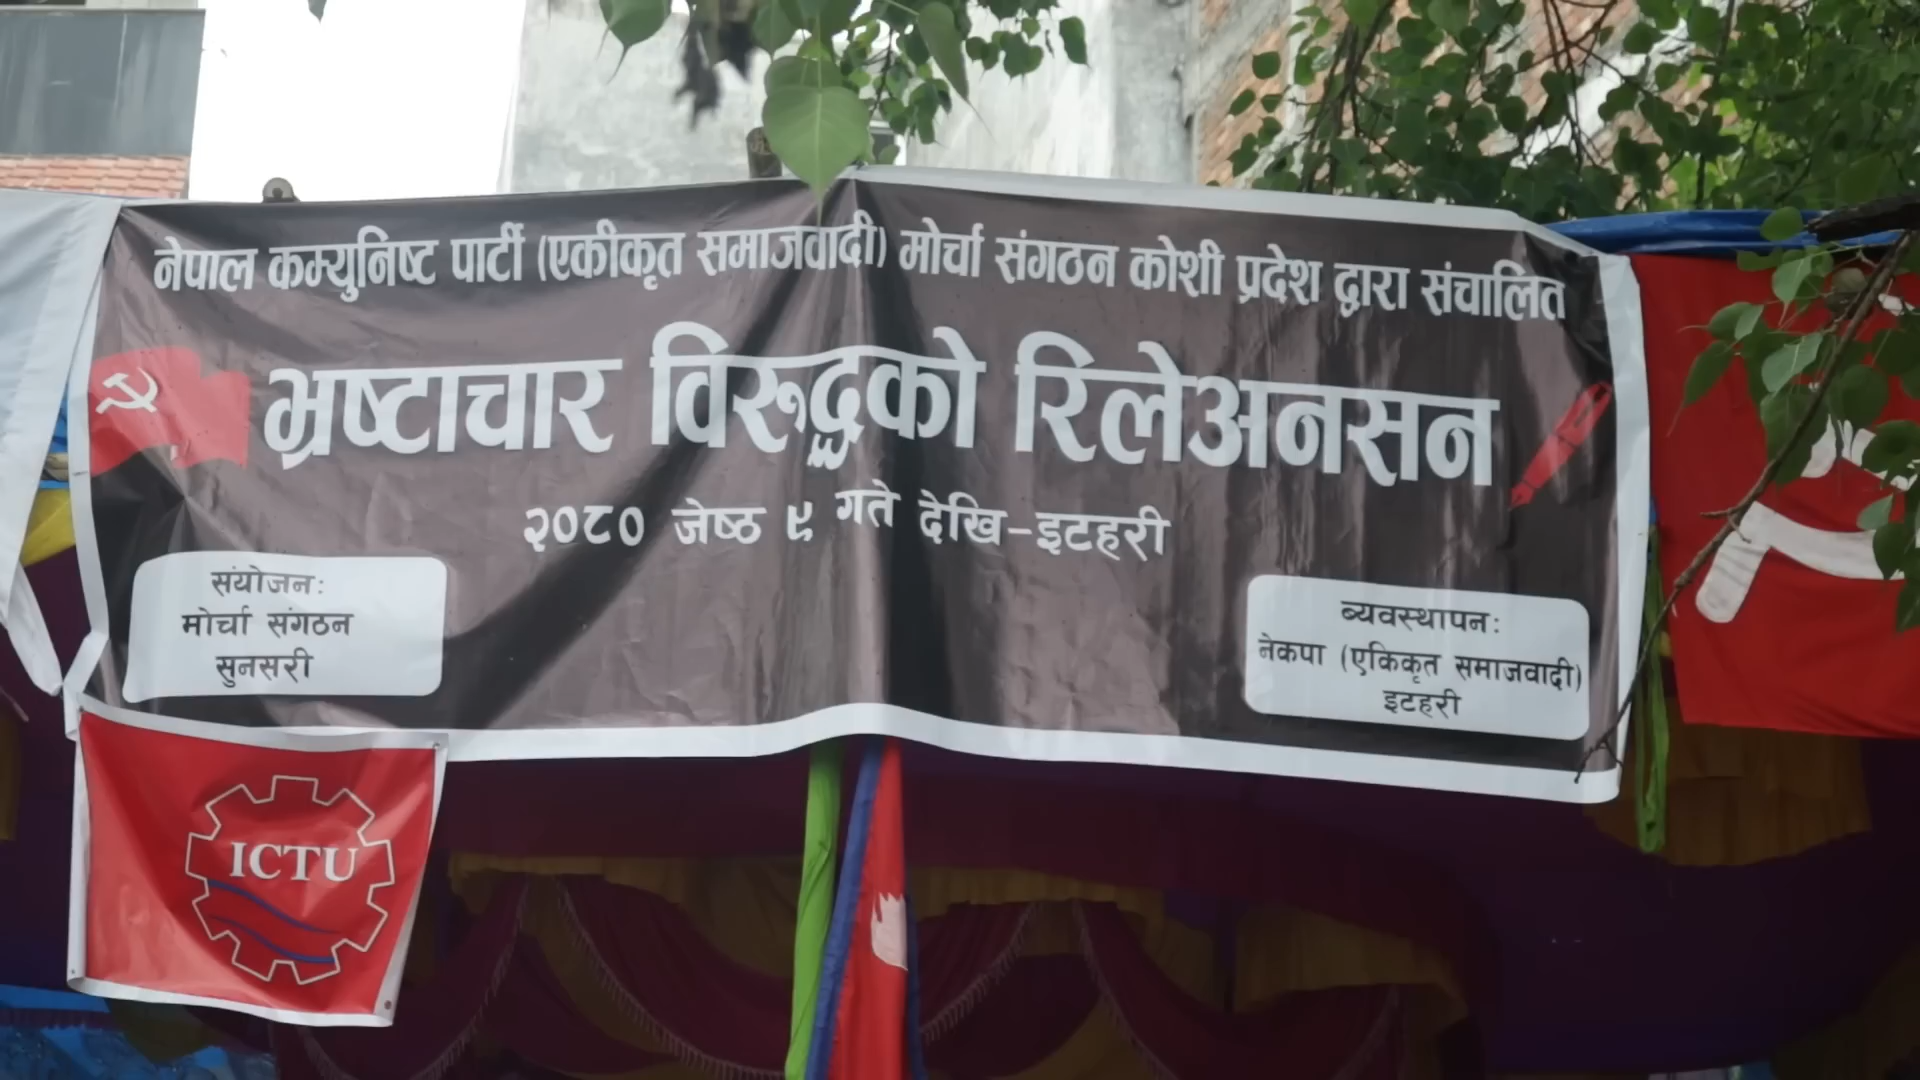 नेपाल कम्युनिष्ट पार्टी (एकीकृत समाजवादी) मोर्चा संगठन कोशी प्रदेश द्वारा संचालित
भ्रष्टाचार विरुद्धको रिलेअनसन
२०८० जेष्ठ ९ गते देखि-इटहरी
संयोजन:
मोर्चा संगठन
सुनसरी
ब्यवस्थापन:
नेकपा (एकिकृत समाजवादी)
इटहरी
ICTU